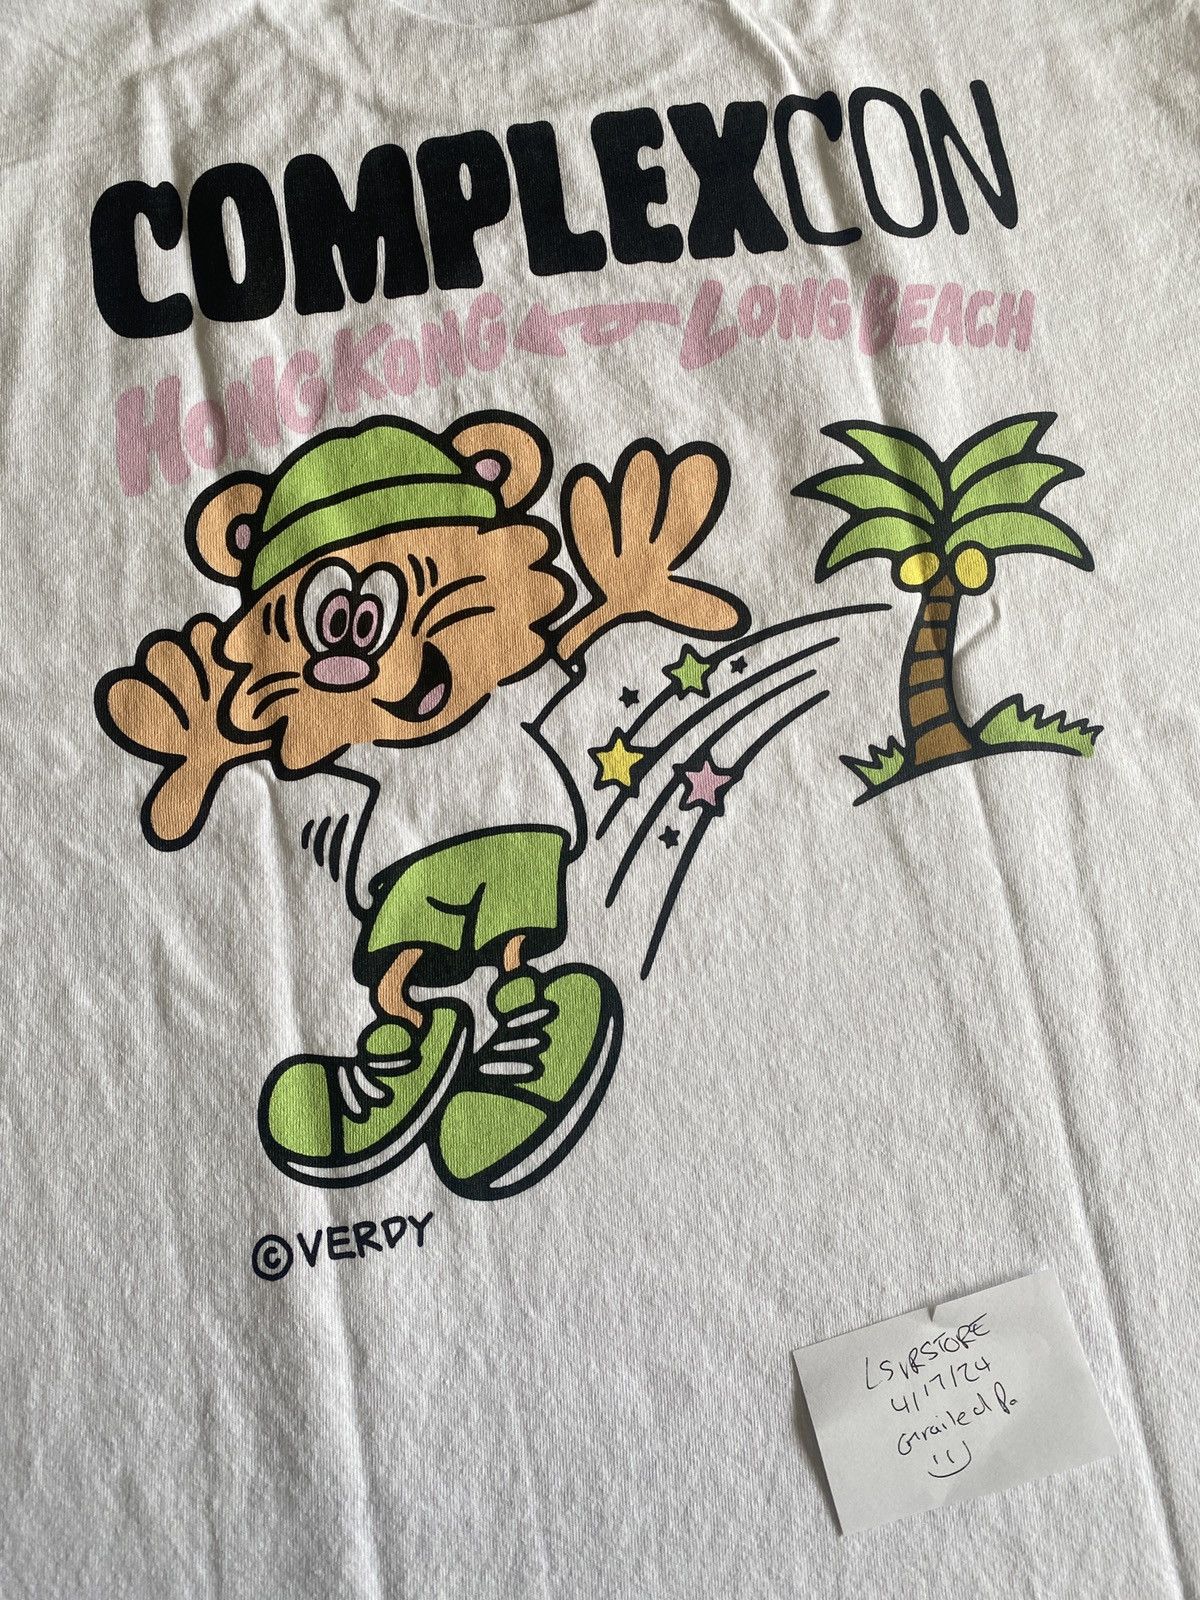 COMPLEXCON
HONG KONG ← LONG BEACH
© VERDY
LSVRSTORE
4/17/24
Grailed